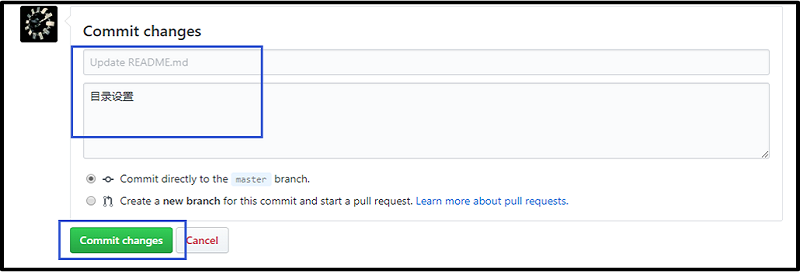 Commit changes
Update README.md
目录设置
Commit directly to the master branch.
Create a new branch for this commit and start a pull request. Learn more about pull requests.
Commit changes Cancel